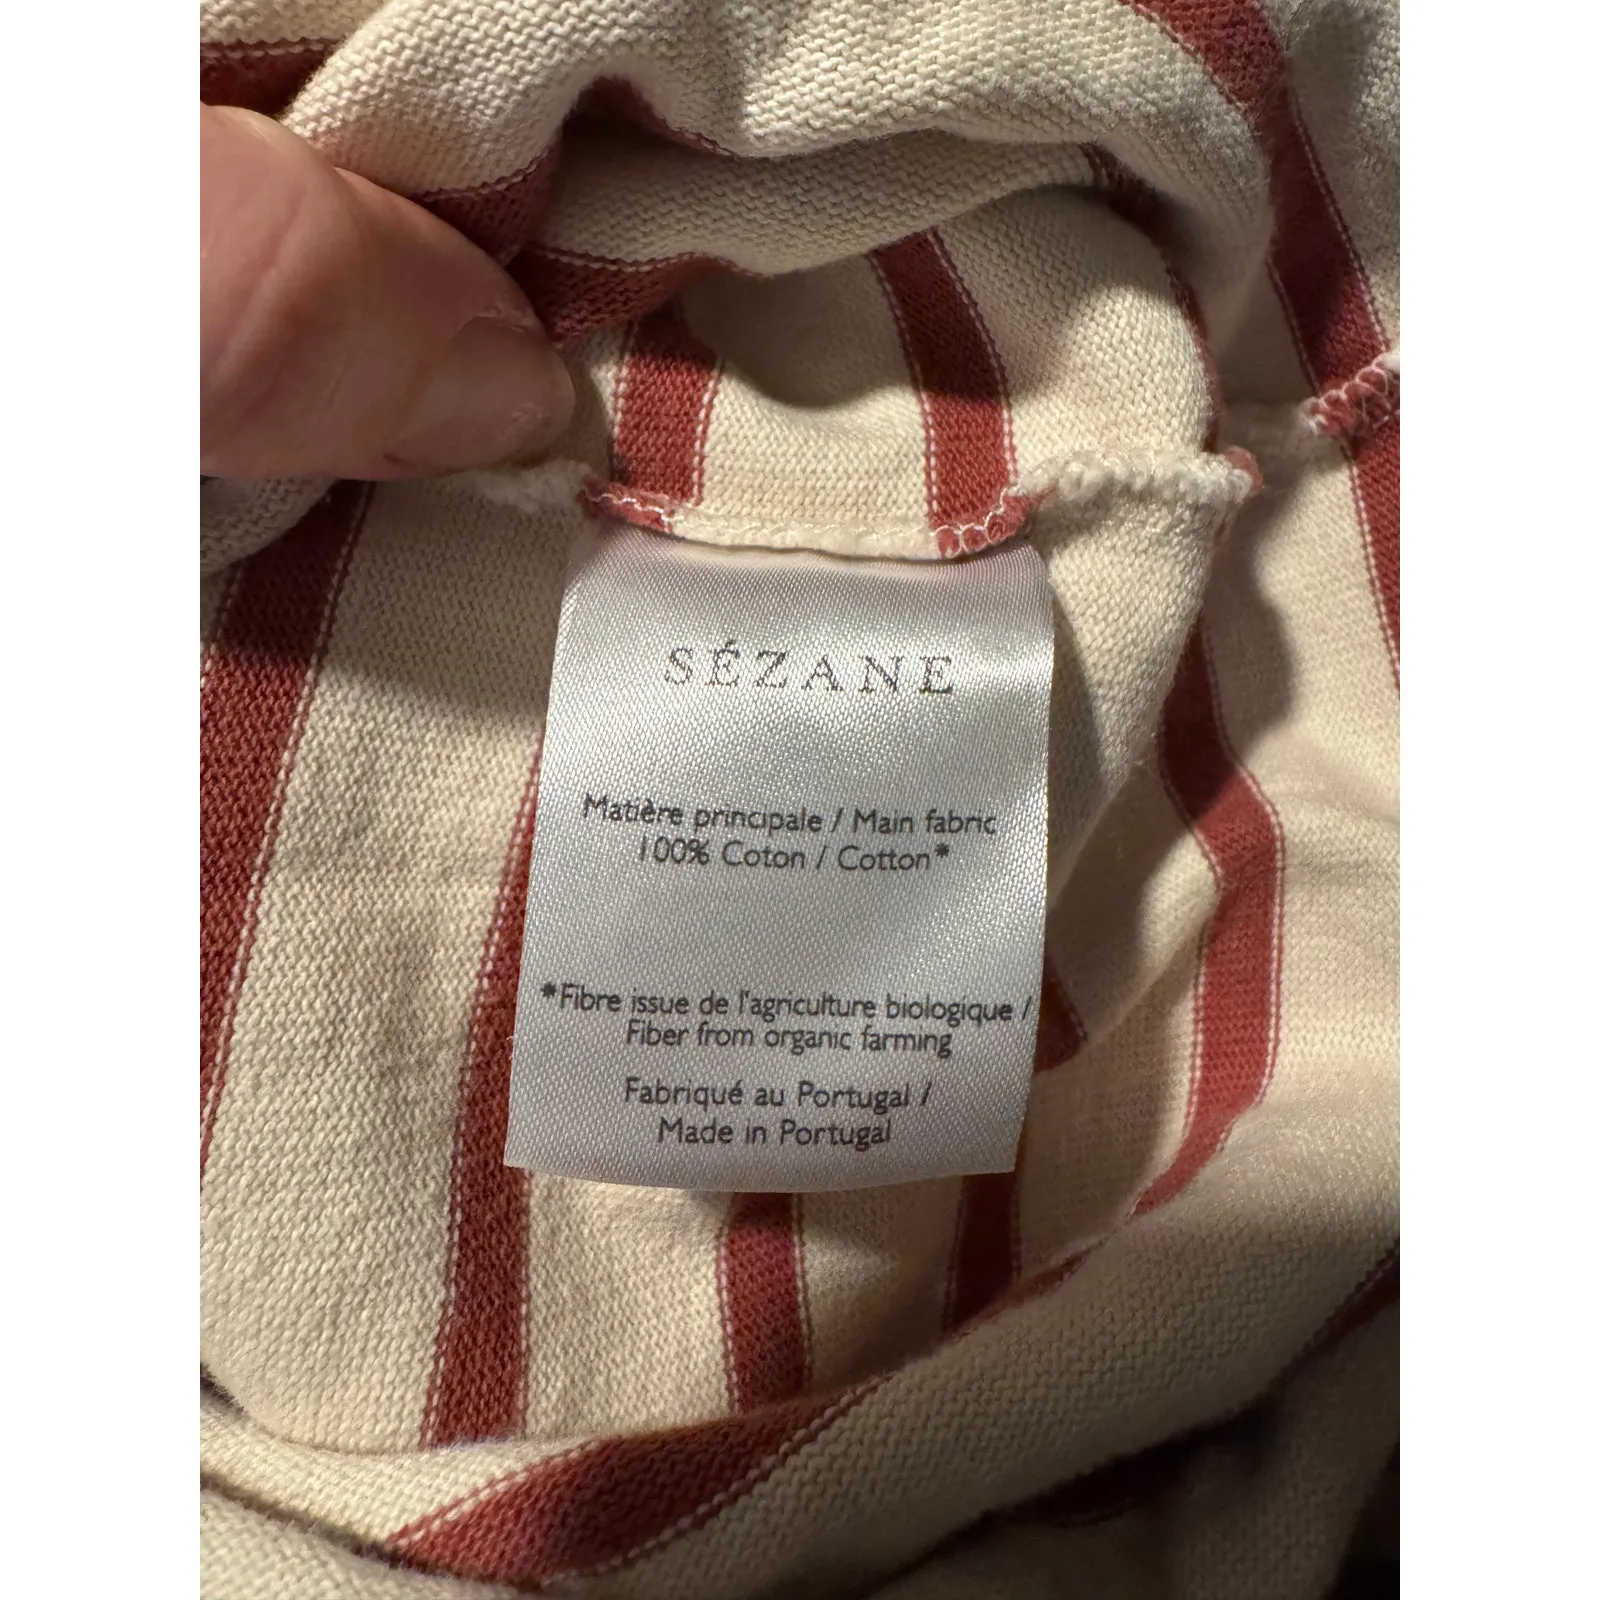 SÉZANE
Matière principale / Main fabric
100% Coton / Cotton*
*Fibre issue de l'agriculture biologique /
Fiber from organic farming
Fabriqué au Portugal /
Made in Portugal